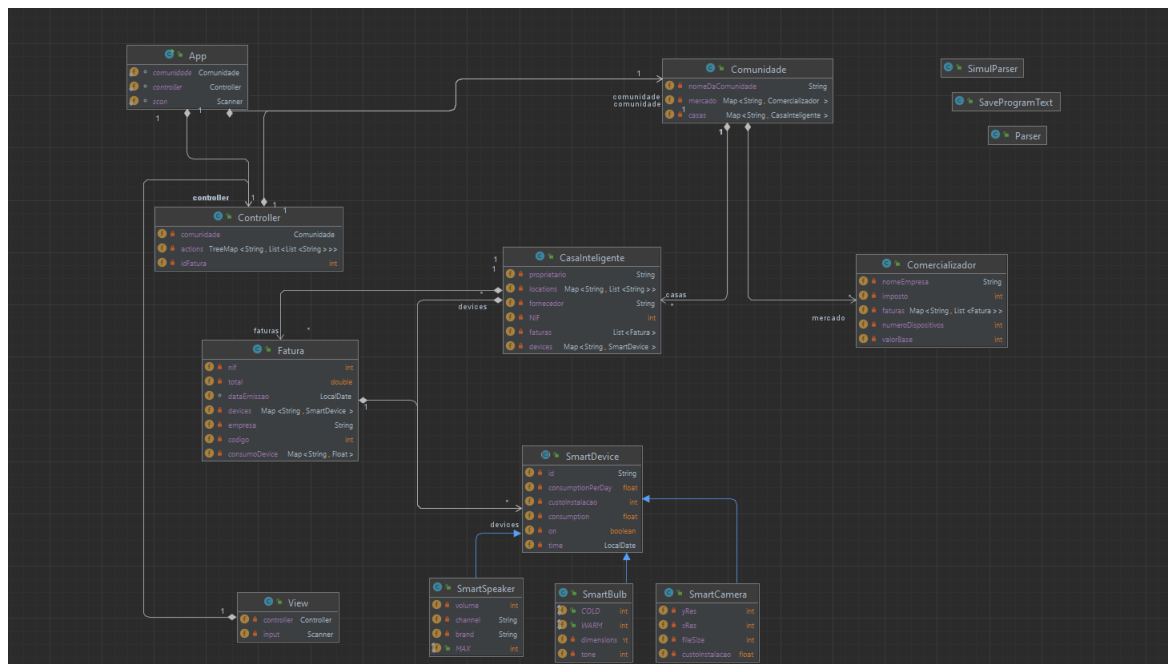 App
comunidade Comunidade
controller Controller
scan Scanner
1
1
1
Comunidade
nomeDaComunidade String
mercado Map <String , Comercializador >
casas Map <String , CasaInteligente >
comunidade
comunidade
1
1
SimulParser
SaveProgramText
Parser
controller
1
1
1
Controller
comunidade Comunidade
actions TreeMap <String , List <List <String >>>
idFatura int
1
1
CasaInteligente
proprietario String
locations Map <String , List <String >>
fornecedor String
NIF int
faturas List <Fatura >
devices Map <String , SmartDevice >
*
devices
casas
*
mercado
*
Comercializador
nomeEmpresa String
imposto int
faturas Map <String , List <Fatura >>
numeroDispositivos int
valorBase int
faturas
*
Fatura
nif int
total double
dataEmissao LocalDate
devices Map <String , SmartDevice >
empresa String
codigo int
consumoDevice Map <String , Float >
1
SmartDevice
id String
consumptionPerDay float
custoInstalacao int
consumption float
on boolean
time LocalDate
*
devices
SmartSpeaker
volume int
channel String
brand String
MAX int
SmartBulb
COLD int
WARM int
dimensions int
tone int
SmartCamera
yRes int
xRes int
fileSize int
custoInstalacao float
1
View
controller Controller
input Scanner